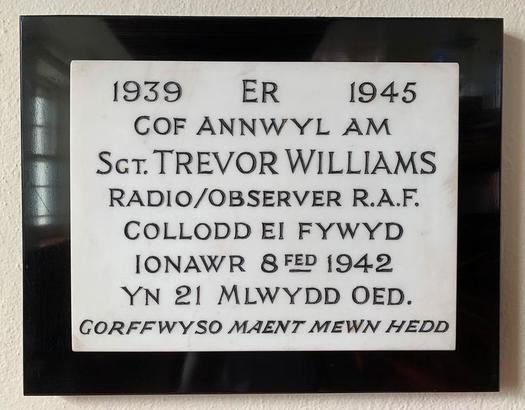 1939 ER 1945
COF ANNWYL AM
SGT. TREVOR WILLIAMS
RADIO/OBSERVER R.A.F.
COLLODD EI FYWYD
IONAWR 8FED 1942
YN 21 MLWYDD OED.
GORFFWYSO MAENT MEWN HEDD